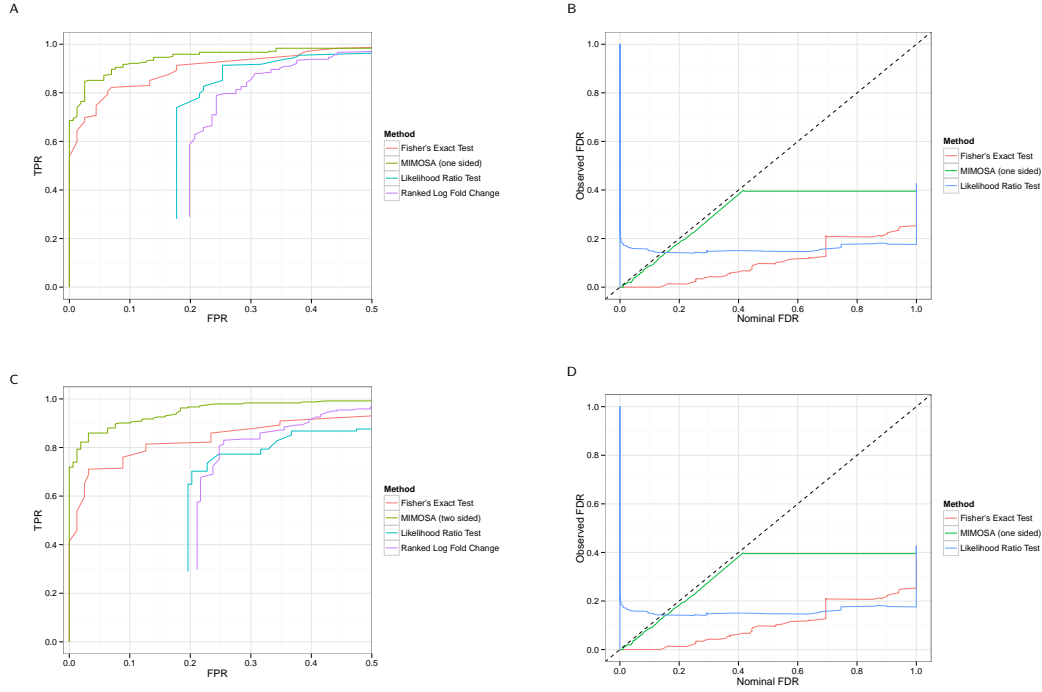 A
1.0
0.8
0.6
0.4
0.2
0.0
TPR
0.0 0.1 0.2 0.3 0.4 0.5
FPR
Method
Fisher's Exact Test
MIMOSA (one sided)
Likelihood Ratio Test
Ranked Log Fold Change
B
1.0
0.8
0.6
0.4
0.2
0.0
Observed FDR
0.0 0.2 0.4 0.6 0.8 1.0
Nominal FDR
Method
Fisher's Exact Test
MIMOSA (one sided)
Likelihood Ratio Test
C
1.0
0.8
0.6
0.4
0.2
0.0
TPR
0.0 0.1 0.2 0.3 0.4 0.5
FPR
Method
Fisher's Exact Test
MIMOSA (two sided)
Likelihood Ratio Test
Ranked Log Fold Change
D
1.0
0.8
0.6
0.4
0.2
0.0
Observed FDR
0.0 0.2 0.4 0.6 0.8 1.0
Nominal FDR
Method
Fisher's Exact Test
MIMOSA (one sided)
Likelihood Ratio Test